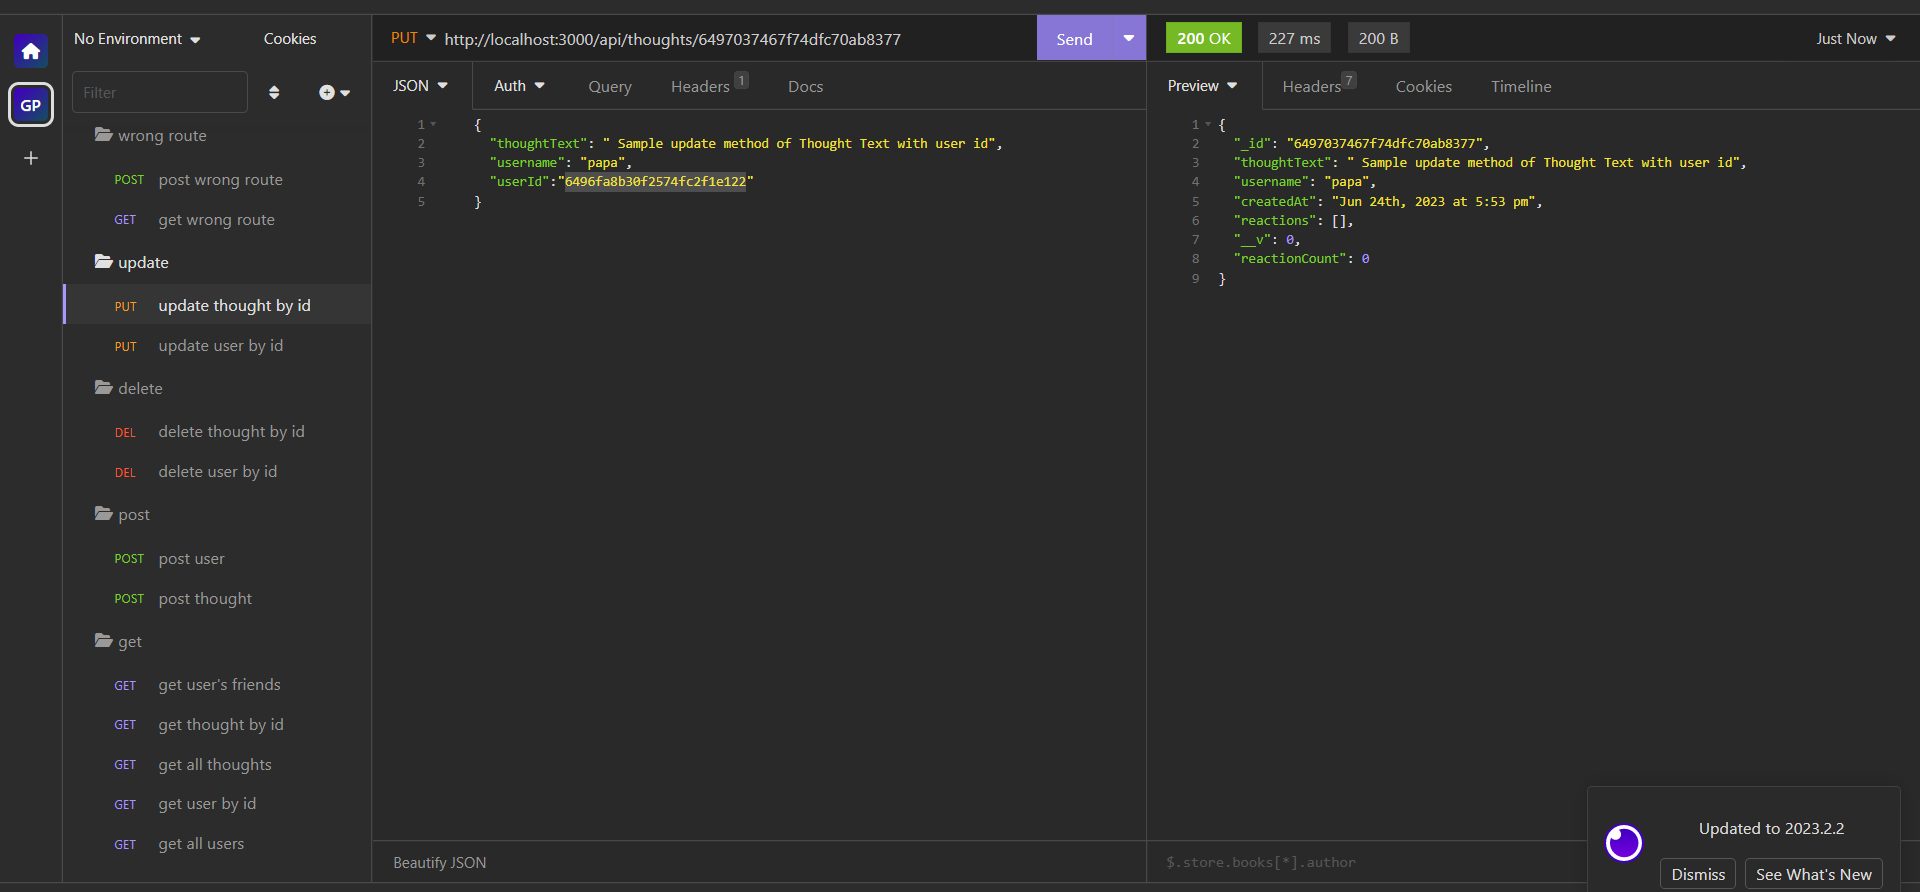 No Environment
Cookies
Filter
GP
wrong route
POST post wrong route
GET get wrong route
update
PUT update thought by id
PUT update user by id
delete
DEL delete thought by id
DEL delete user by id
post
POST post user
POST post thought
get
GET get user's friends
GET get thought by id
GET get all thoughts
GET get user by id
GET get all users
PUT http://localhost:3000/api/thoughts/6497037467f74dfc70ab8377
Send
JSON Auth Query Headers 1 Docs
1 {
2 "thoughtText": " Sample update method of Thought Text with user id",
3 "username": "papa",
4 "userId":"6496fa8b30f2574fc2f1e122"
5 }
Beautify JSON
200 OK 227 ms 200 B Just Now
Preview Headers 7 Cookies Timeline
1 {
2 "_id": "6497037467f74dfc70ab8377",
3 "thoughtText": " Sample update method of Thought Text with user id",
4 "username": "papa",
5 "createdAt": "Jun 24th, 2023 at 5:53 pm",
6 "reactions": [],
7 "__v": 0,
8 "reactionCount": 0
9 }
$.store.books[*].author
Updated to 2023.2.2
Dismiss See What's New